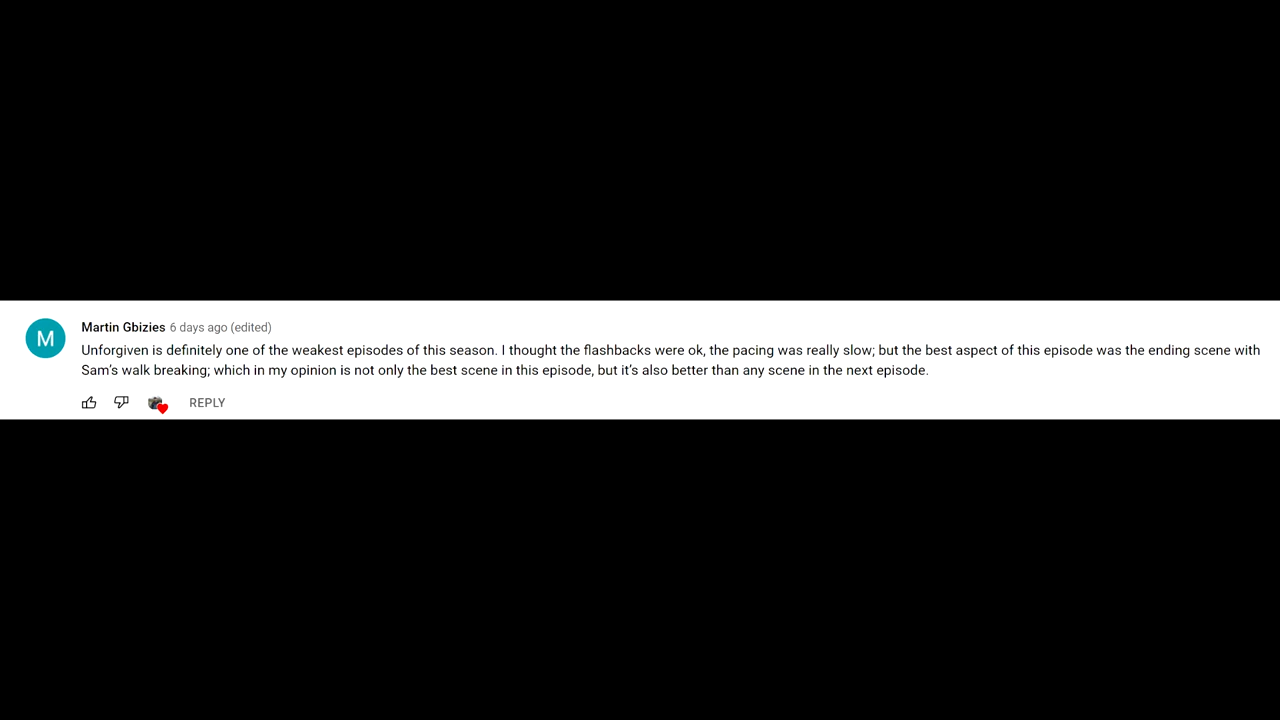 M
Martin Gbizies 6 days ago (edited)
Unforgiven is definitely one of the weakest episodes of this season. I thought the flashbacks were ok, the pacing was really slow; but the best aspect of this episode was the ending scene with
Sam’s walk breaking; which in my opinion is not only the best scene in this episode, but it’s also better than any scene in the next episode.
REPLY